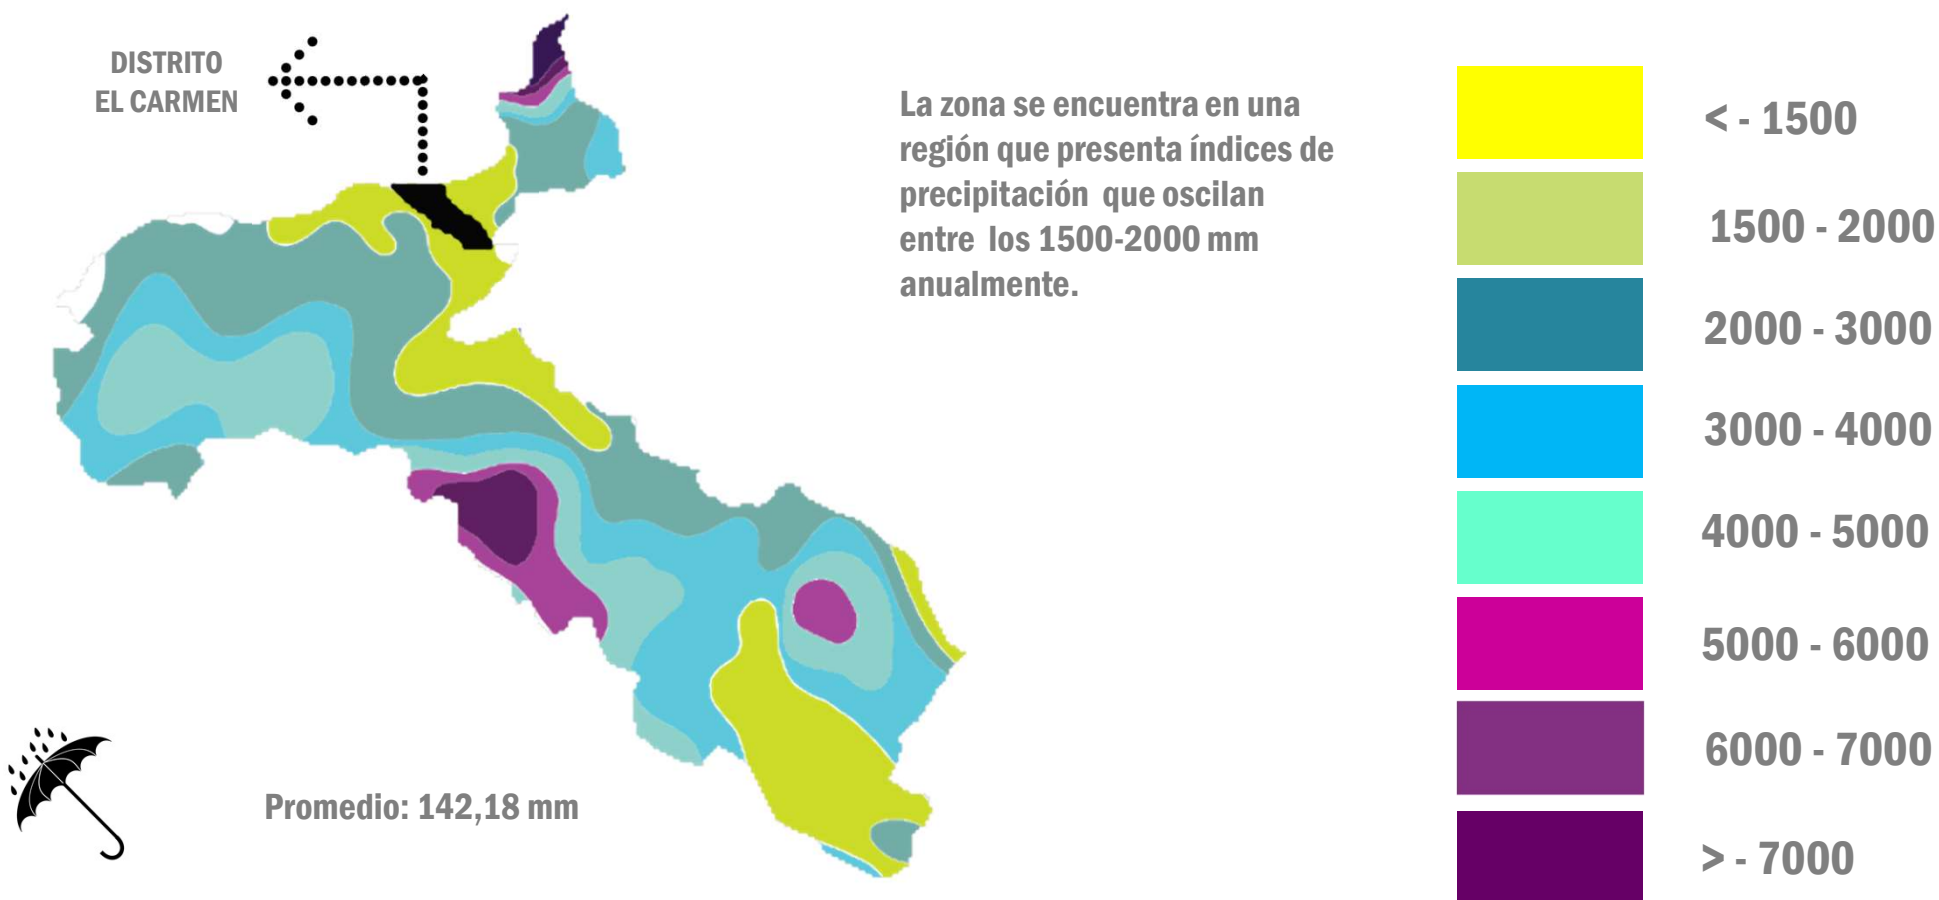 DISTRITO
EL CARMEN
La zona se encuentra en una
región que presenta índices de
precipitación que oscilan
entre los 1500-2000 mm
anualmente.
Promedio: 142,18 mm
< - 1500
1500 - 2000
2000 - 3000
3000 - 4000
4000 - 5000
5000 - 6000
6000 - 7000
> - 7000